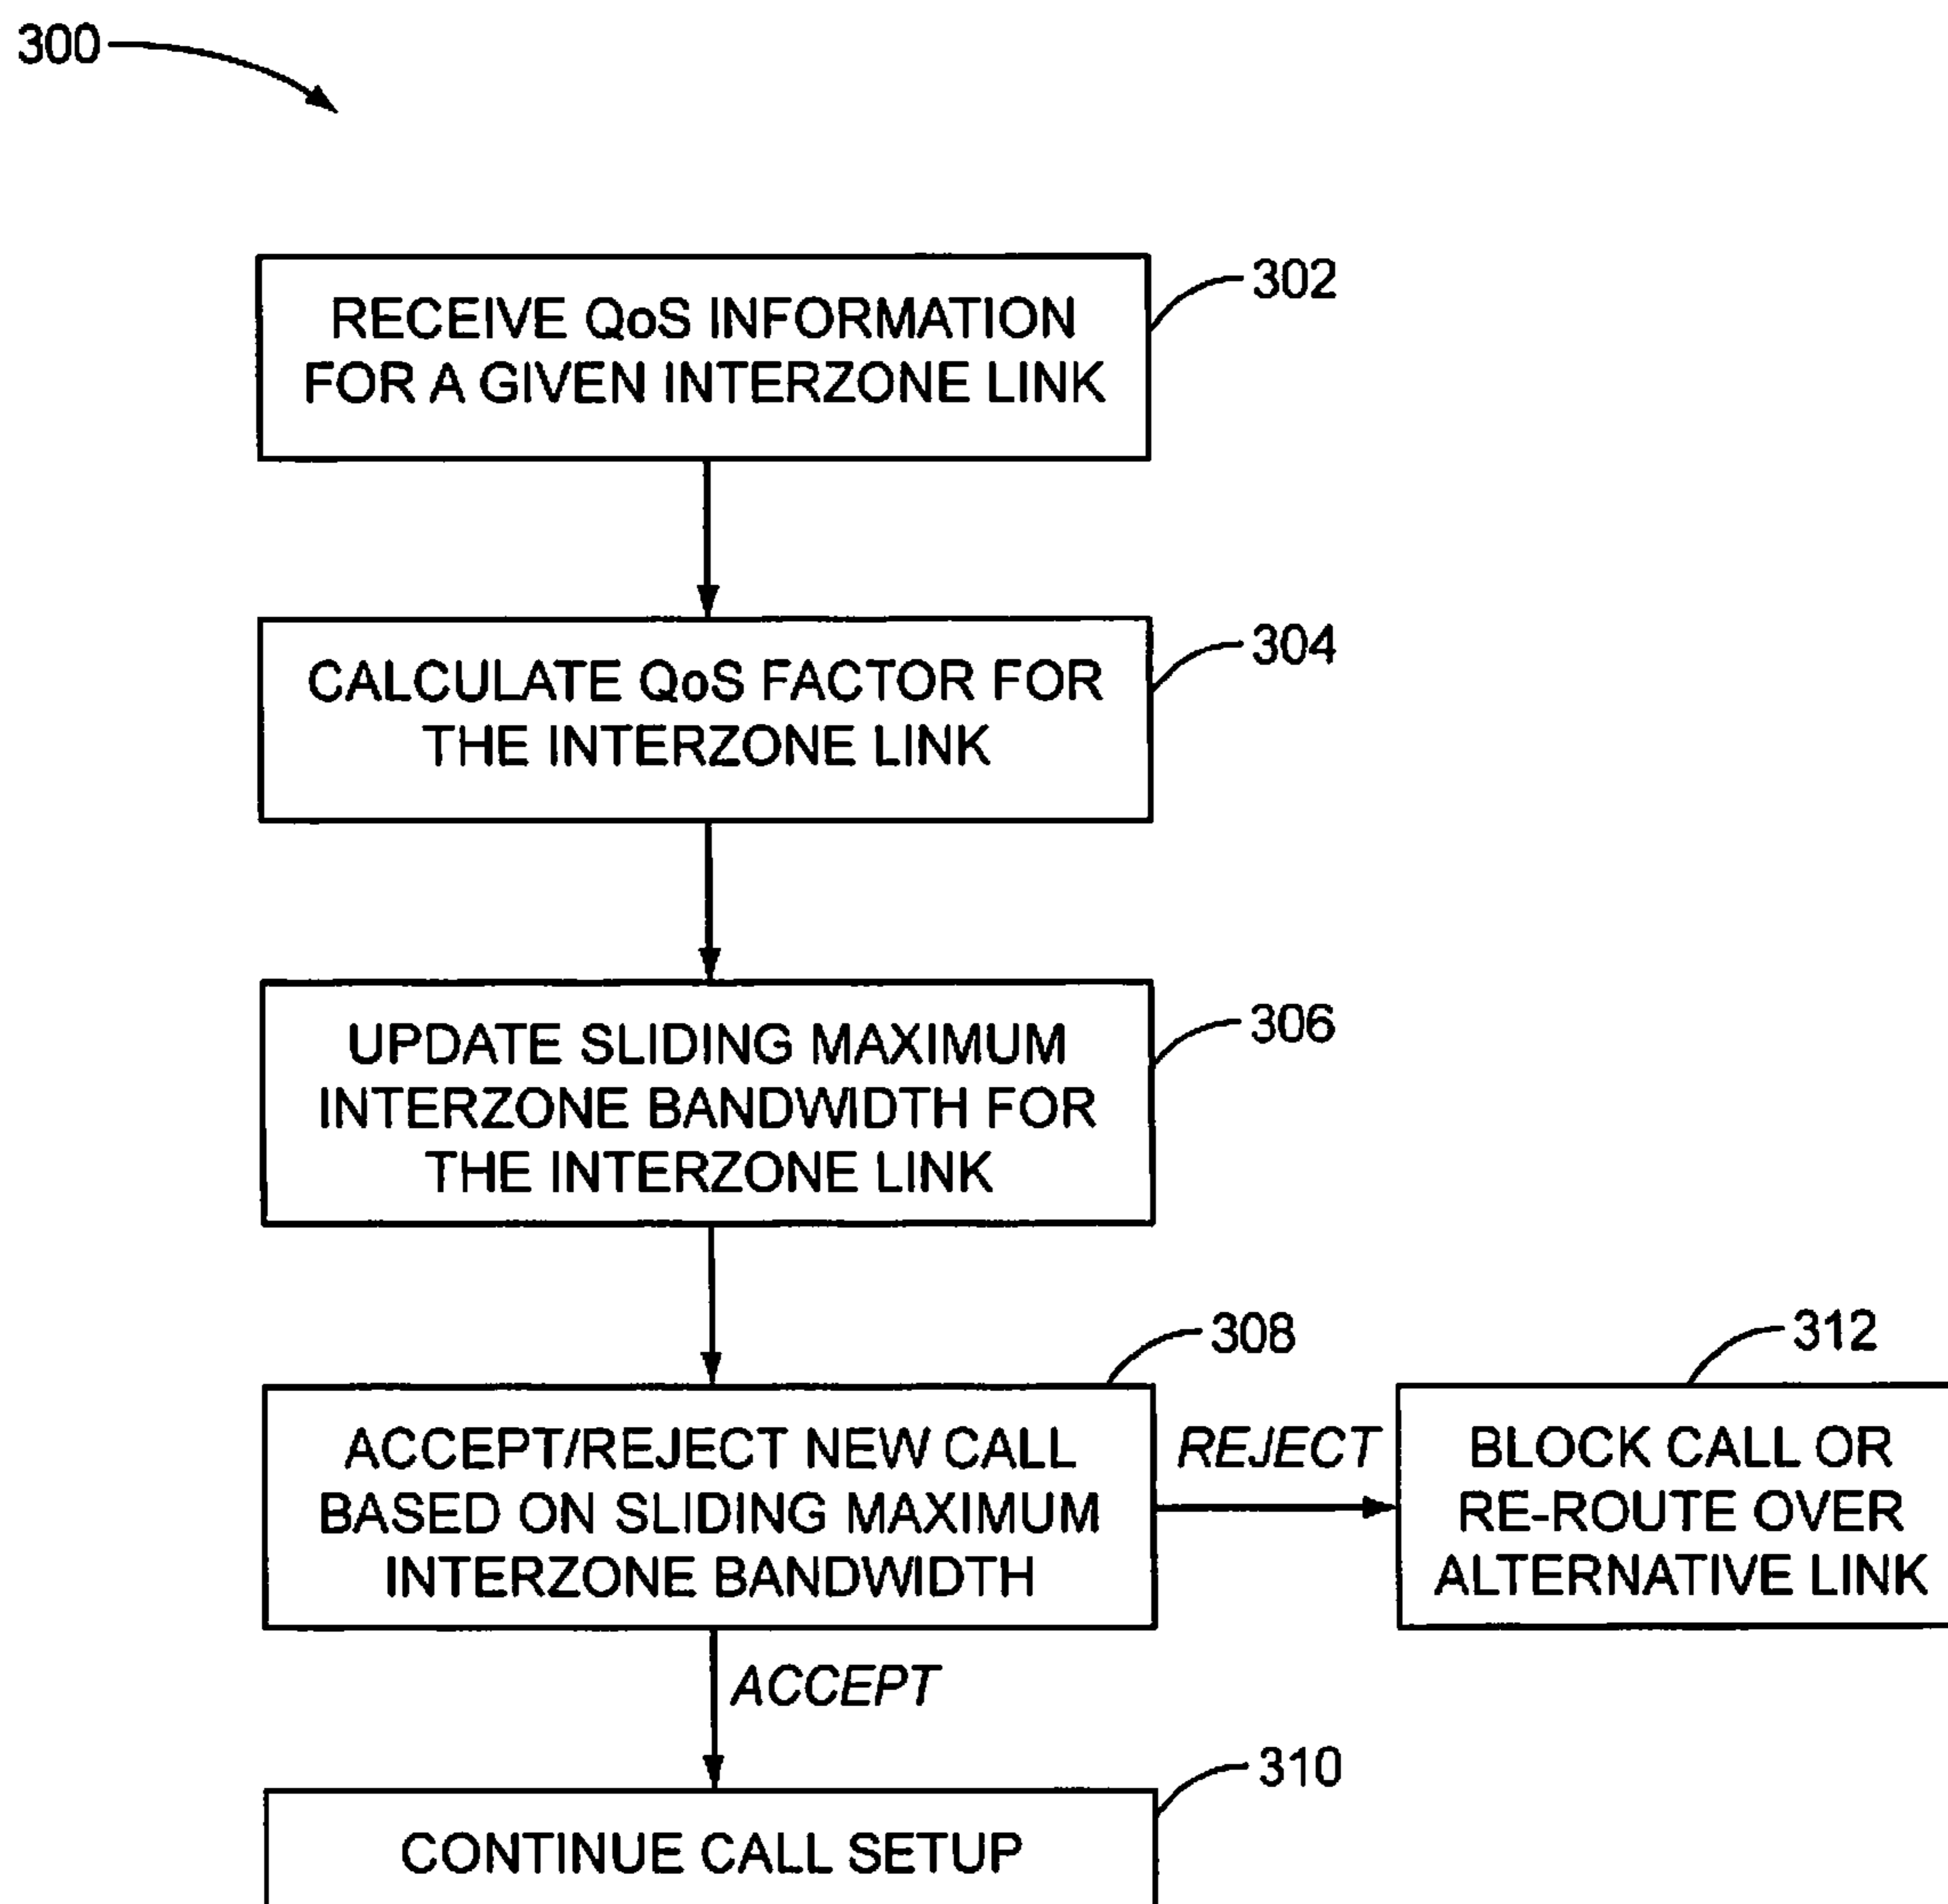 300
302
RECEIVE QoS INFORMATION
FOR A GIVEN INTERZONE LINK
304
CALCULATE QoS FACTOR FOR
THE INTERZONE LINK
306
UPDATE SLIDING MAXIMUM
INTERZONE BANDWIDTH FOR
THE INTERZONE LINK
308
ACCEPT/REJECT NEW CALL
BASED ON SLIDING MAXIMUM
INTERZONE BANDWIDTH
REJECT
312
BLOCK CALL OR
RE-ROUTE OVER
ALTERNATIVE LINK
ACCEPT
310
CONTINUE CALL SETUP